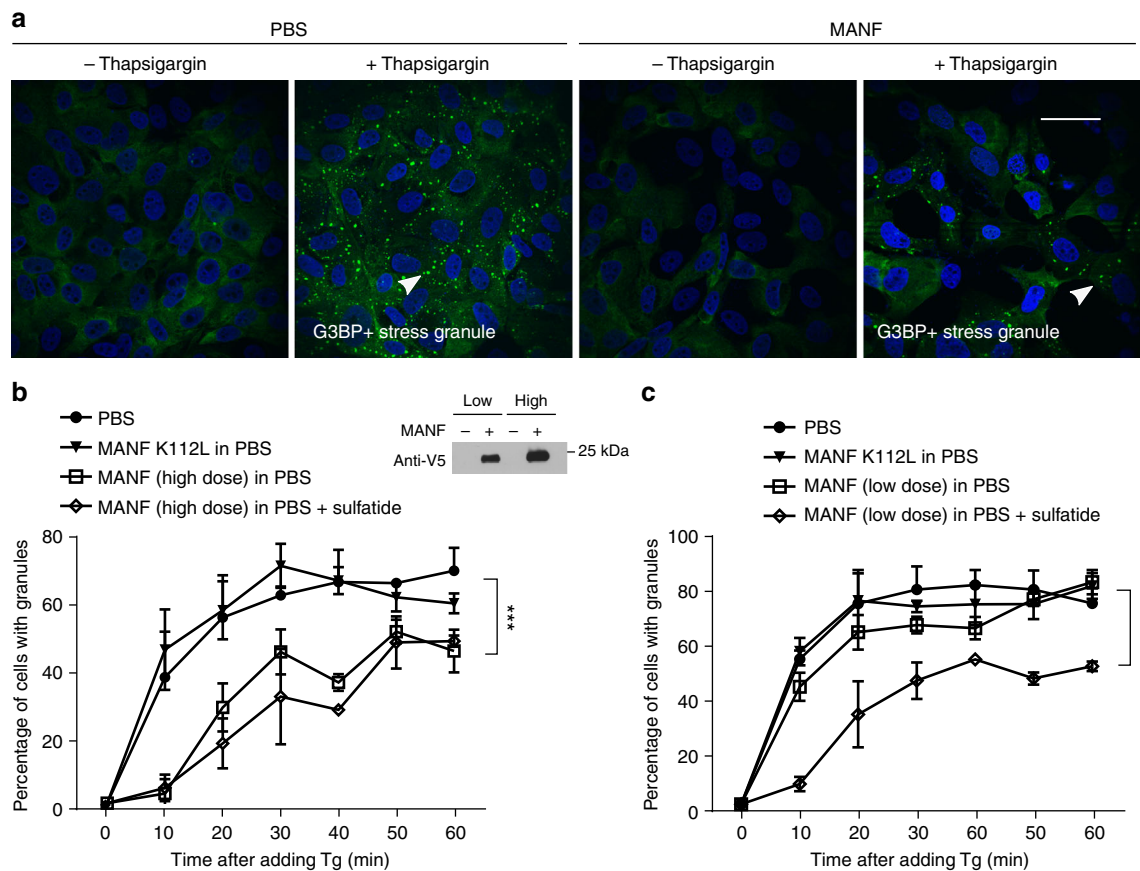 a
PBS
MANF
– Thapsigargin
+ Thapsigargin
– Thapsigargin
+ Thapsigargin
G3BP+ stress granule
G3BP+ stress granule
b
PBS
MANF K112L in PBS
MANF (high dose) in PBS
MANF (high dose) in PBS + sulfatide
Low High
MANF – + – +
Anti-V5
25 kDa
Percentage of cells with granules
80
60
40
20
0
0 10 20 30 40 50 60
Time after adding Tg (min)
***
c
PBS
MANF K112L in PBS
MANF (low dose) in PBS
MANF (low dose) in PBS + sulfatide
Percentage of cells with granules
100
80
60
40
20
0
0 10 20 30 60 50 60
Time after adding Tg (min)